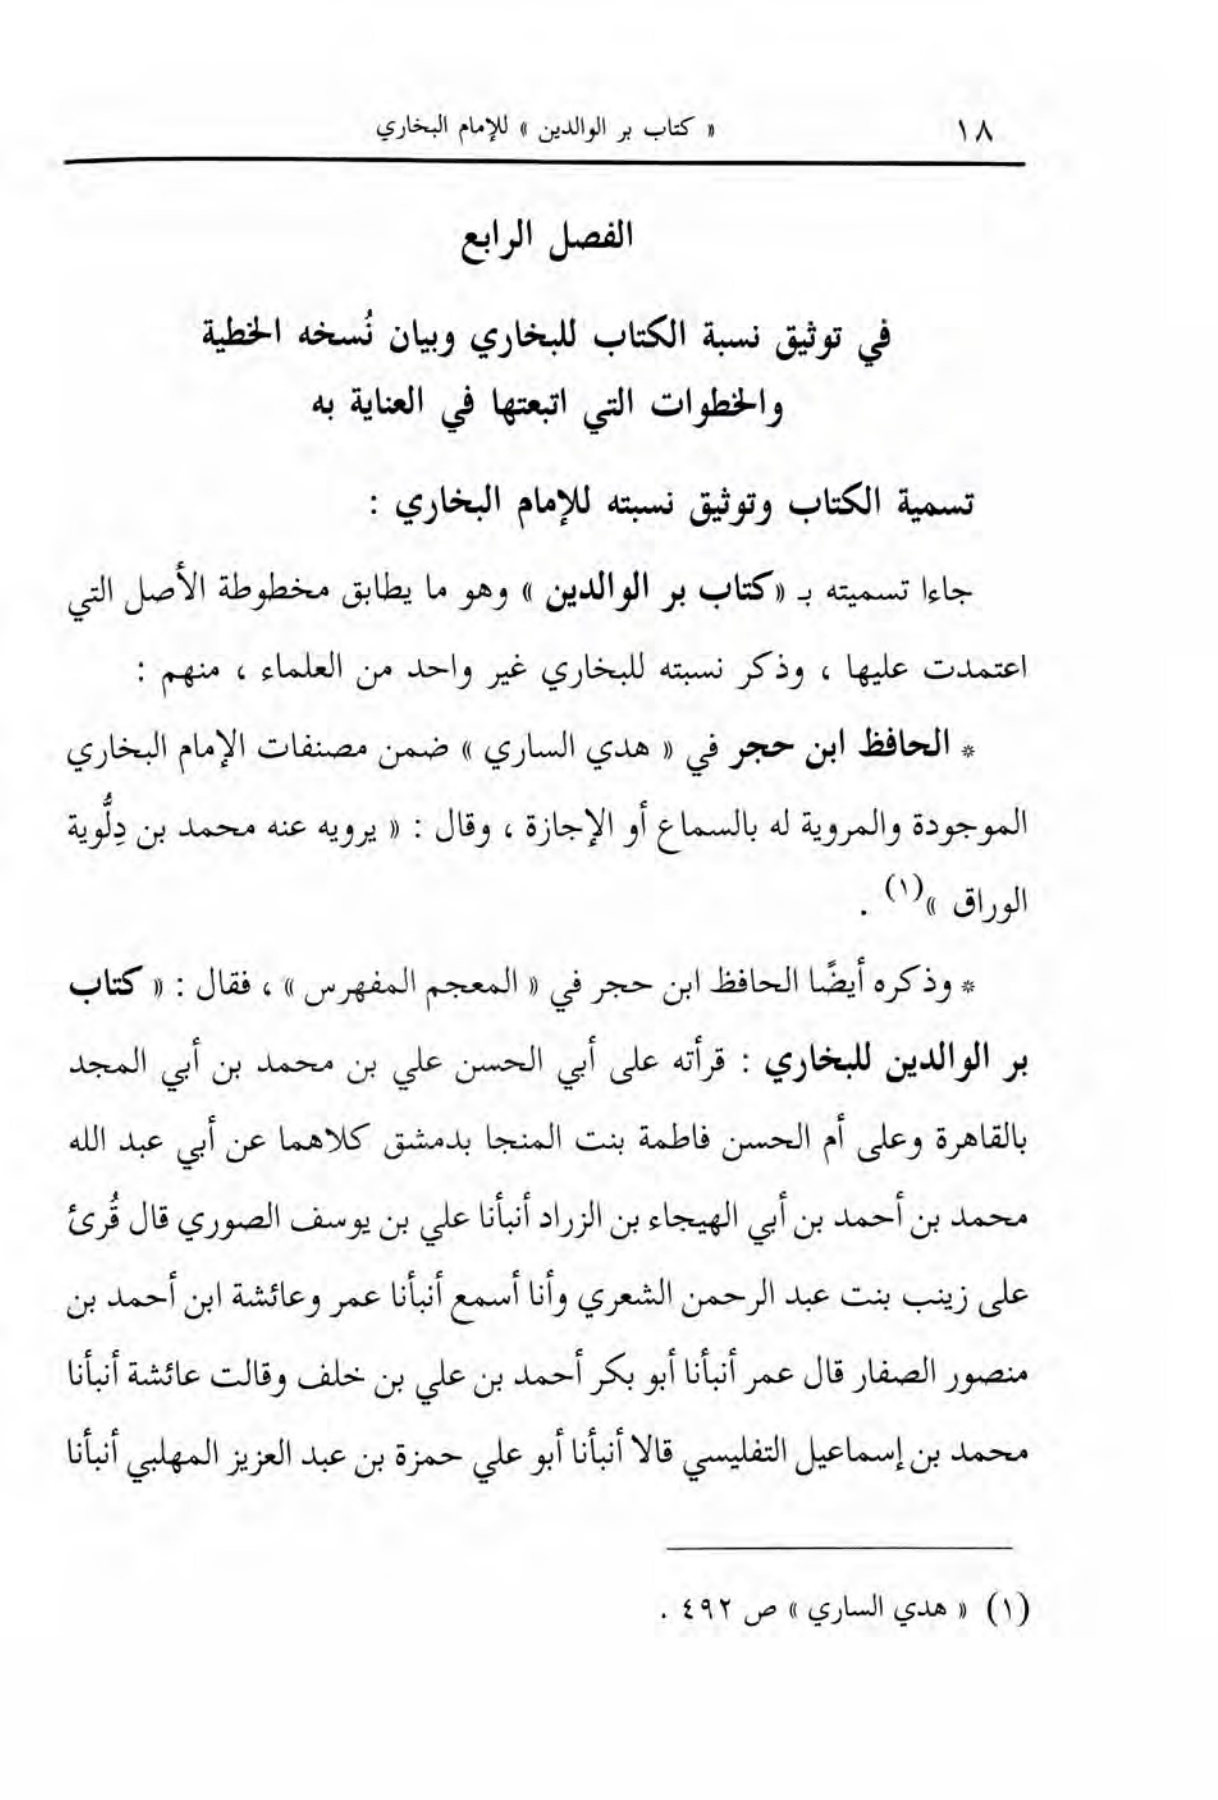 ١٨
« كتاب بر الوالدين » للإمام البخاري
الفصل الرابع
في توثيق نسبة الكتاب للبخاري وبيان نُسخه الخطية
والخطوات التي اتبعتها في العناية به
تسمية الكتاب وتوثيق نسبته للإمام البخاري :
جاءا تسميته بـ «كتاب بر الوالدين » وهو ما يطابق مخطوطة الأصل التي
اعتمدت عليها ، وذكر نسبته للبخاري غير واحد من العلماء ، منهم :
* الحافظ ابن حجر في « هدي الساري » ضمن مصنفات الإمام البخاري
الموجودة والمروية له بالسماع أو الإجازة ، وقال : « يرويه عنه محمد بن دِلُّوية
الوراق »(١) .
* وذكره أيضًا الحافظ ابن حجر في « المعجم المفهرس » ، فقال : « كتاب
بر الوالدين للبخاري : قرأته على أبي الحسن علي بن محمد بن أبي المجد
بالقاهرة وعلى أم الحسن فاطمة بنت المنجا بدمشق كلاهما عن أبي عبد الله
محمد بن أحمد بن أبي الهيجاء بن الزراد أنبأنا علي بن يوسف الصوري قال قُرئ
على زينب بنت عبد الرحمن الشعري وأنا أسمع أنبأنا عمر وعائشة ابن أحمد بن
منصور الصفار قال عمر أنبأنا أبو بكر أحمد بن علي بن خلف وقالت عائشة أنبأنا
محمد بن إسماعيل التفليسي قالا أنبأنا أبو علي حمزة بن عبد العزيز المهلبي أنبأنا
(١) « هدي الساري » ص ٤٩٢ .